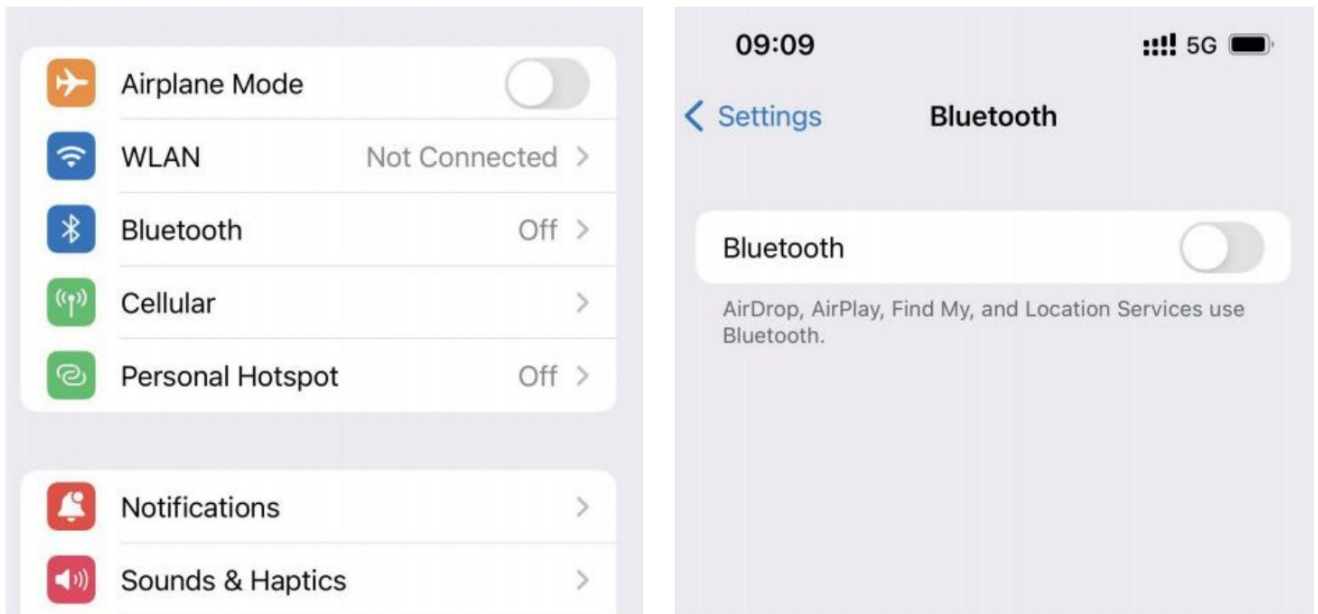 Airplane Mode
WLAN Not Connected
Bluetooth Off
Cellular
Personal Hotspot Off
Notifications
Sounds & Haptics
09:09 5G
Settings Bluetooth
Bluetooth
AirDrop, AirPlay, Find My, and Location Services use
Bluetooth.